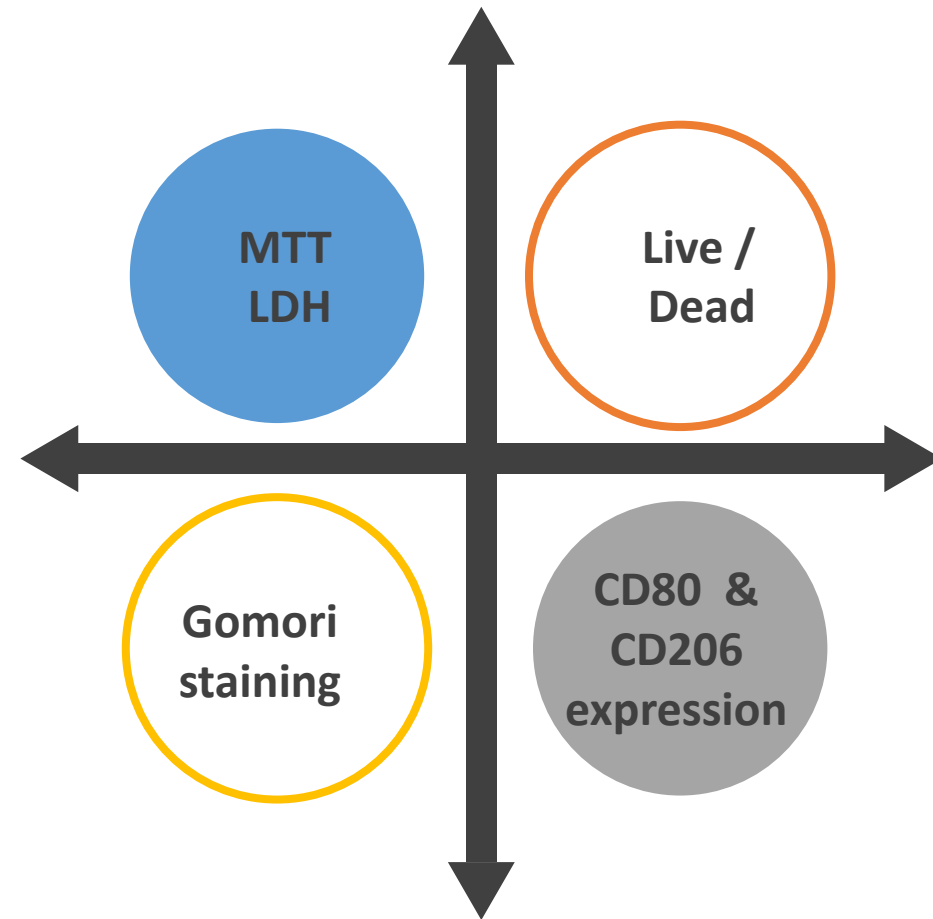 MTT
LDH
Live /
Dead
Gomori
staining
CD80 &
CD206
expression